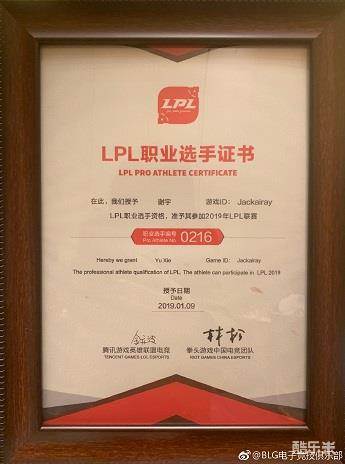 LPL
LPL职业选手证书
LPL PRO ATHLETE CERTIFICATE
在此，我们授予 谢宇 游戏ID： Jackairay
LPL职业选手资格，准予其参加2019年LPL联赛
职业选手编号
Pro Athlete No.
0216
Hereby we grant Yu Xie Game ID： Jackairay
The professional athlete qualification of LPL. The athlete can participate in LPL 2019
授予日期
Date
2019.01.09
腾讯游戏英雄联盟电竞
TENCENT GAMES·LOL ESPORTS
拳头游戏中国电竞团队
RIOT GAMES CHINA ESPORTS
酷乐米
@BLG电子竞技俱乐部